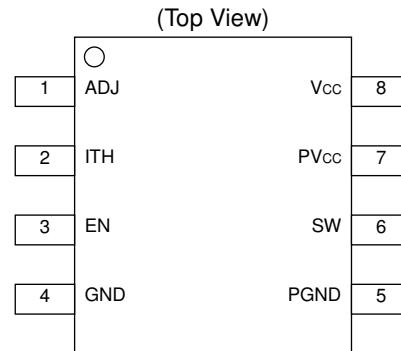 (Top View)
1 ADJ Vcc 8
2 ITH PVcc 7
3 EN SW 6
4 GND PGND 5